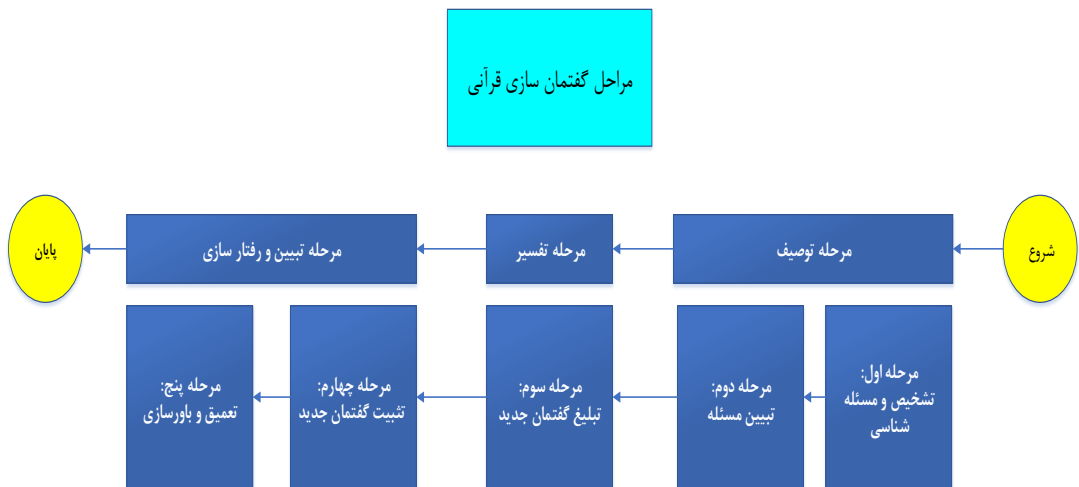 مراحل گفتمان سازی قرآنی
شروع
مرحله توصیف
مرحله تفسیر
مرحله تبیین و رفتار سازی
پایان
مرحله اول:
تشخیص و مسئله
شناسی
مرحله دوم:
تبیین مسئله
مرحله سوم:
تبلیغ گفتمان جدید
مرحله چهارم:
تثبیت گفتمان جدید
مرحله پنج:
تعمیق و باورسازی